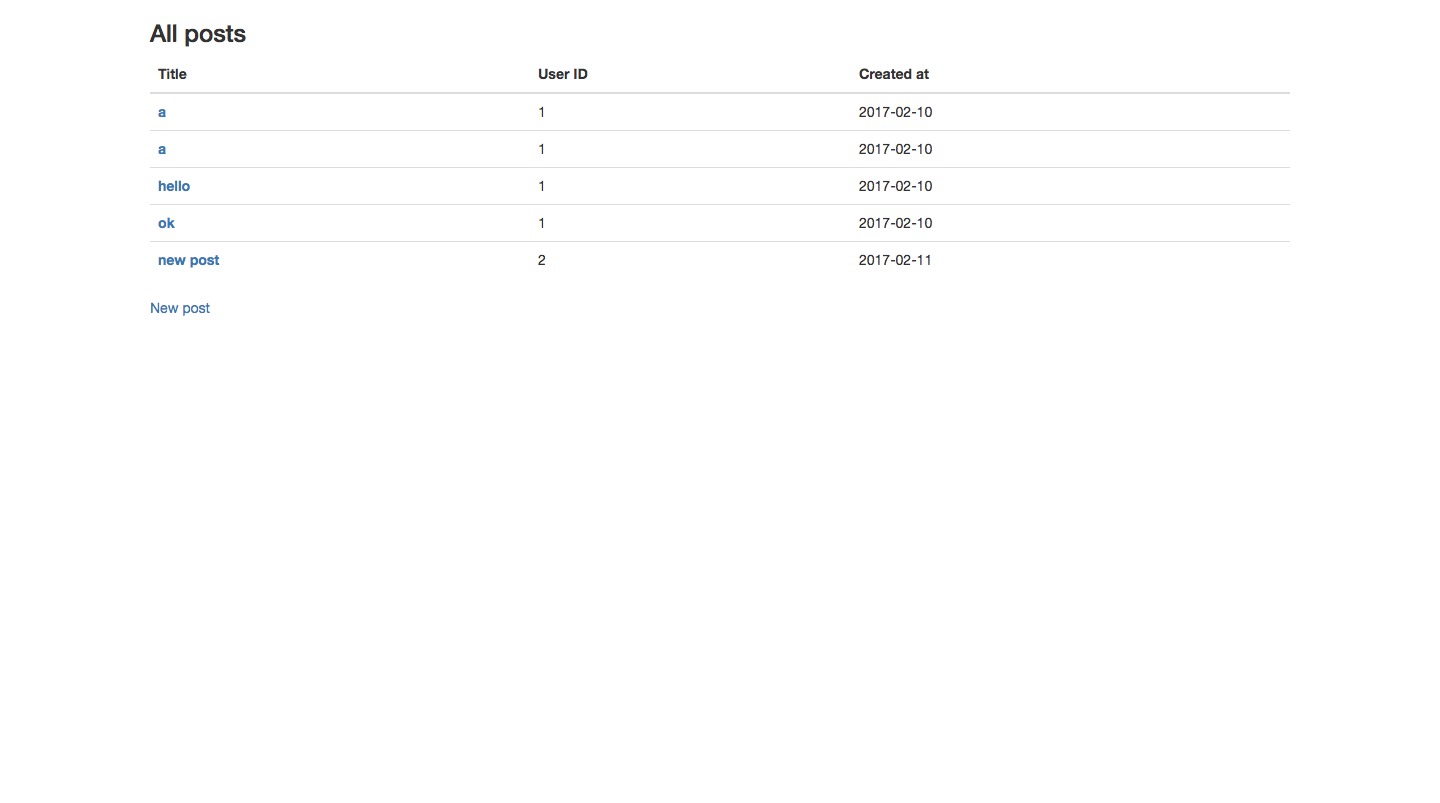 All posts
Title User ID Created at
a 1 2017-02-10
a 1 2017-02-10
hello 1 2017-02-10
ok 1 2017-02-10
new post 2 2017-02-11
New post